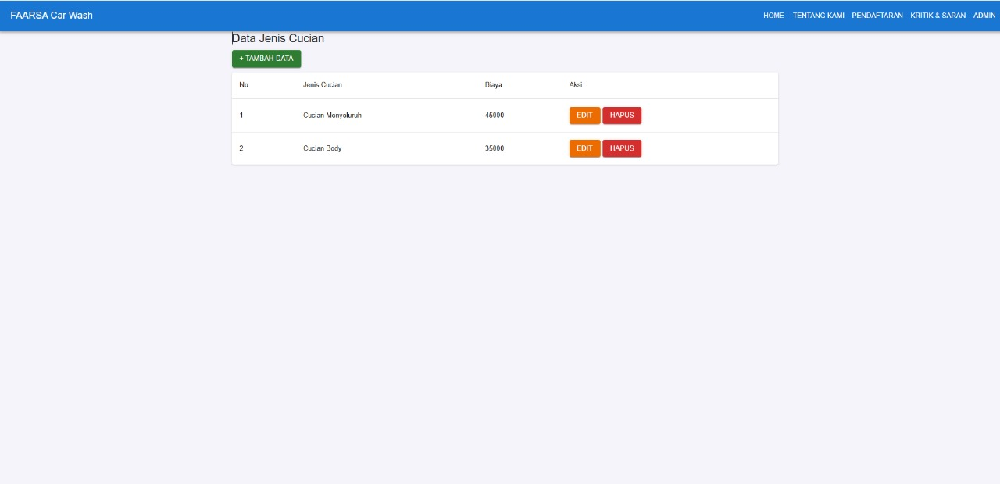 FAARSA Car Wash HOME TENTANG KAMI PENDAFTARAN KRITIK & SARAN ADMIN
Data Jenis Cucian
+ TAMBAH DATA
No. Jenis Cucian Biaya Aksi
1 Cucian Menyeluruh 45000 EDIT HAPUS
2 Cucian Body 35000 EDIT HAPUS